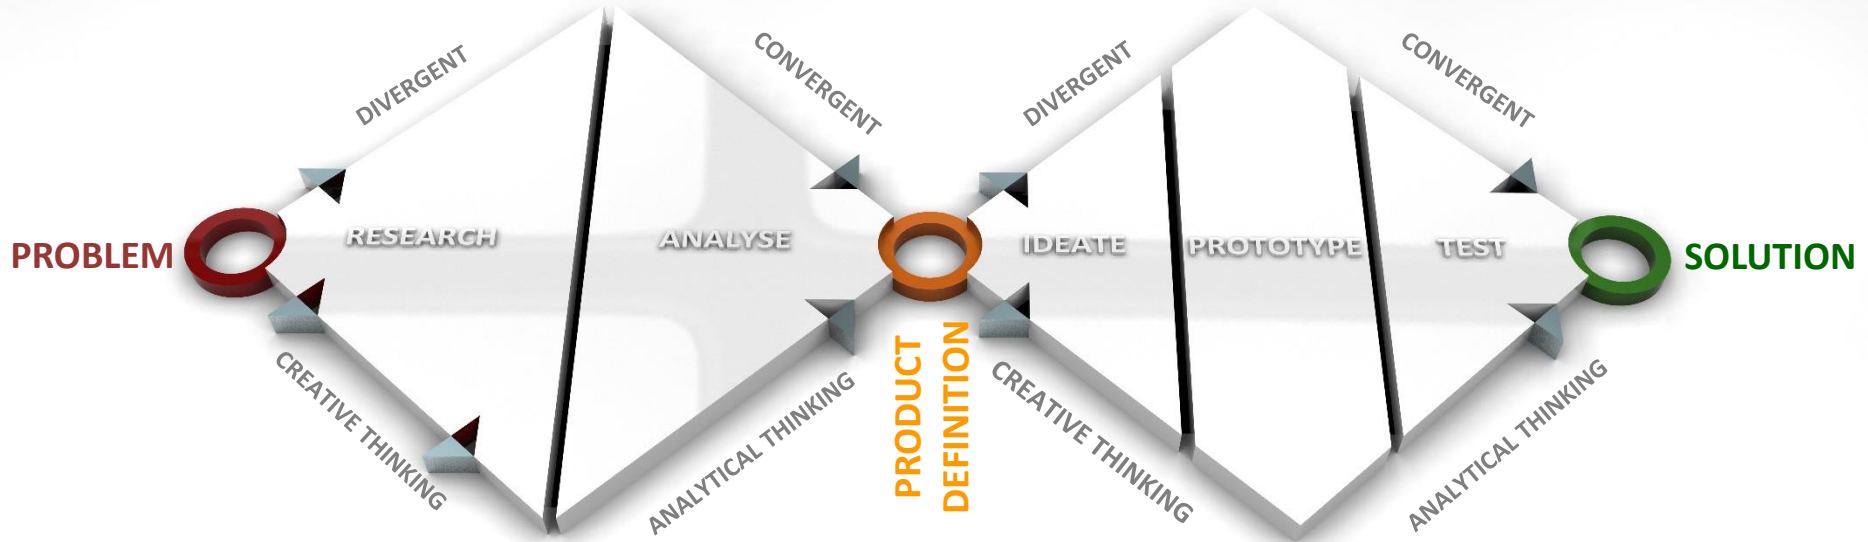 DIVERGENT
CONVERGENT
DIVERGENT
CONVERGENT
PROBLEM
RESEARCH
ANALYSE
IDEATE
PROTOTYPE
TEST
SOLUTION
PRODUCT
DEFINITION
CREATIVE THINKING
ANALYTICAL THINKING
CREATIVE THINKING
ANALYTICAL THINKING